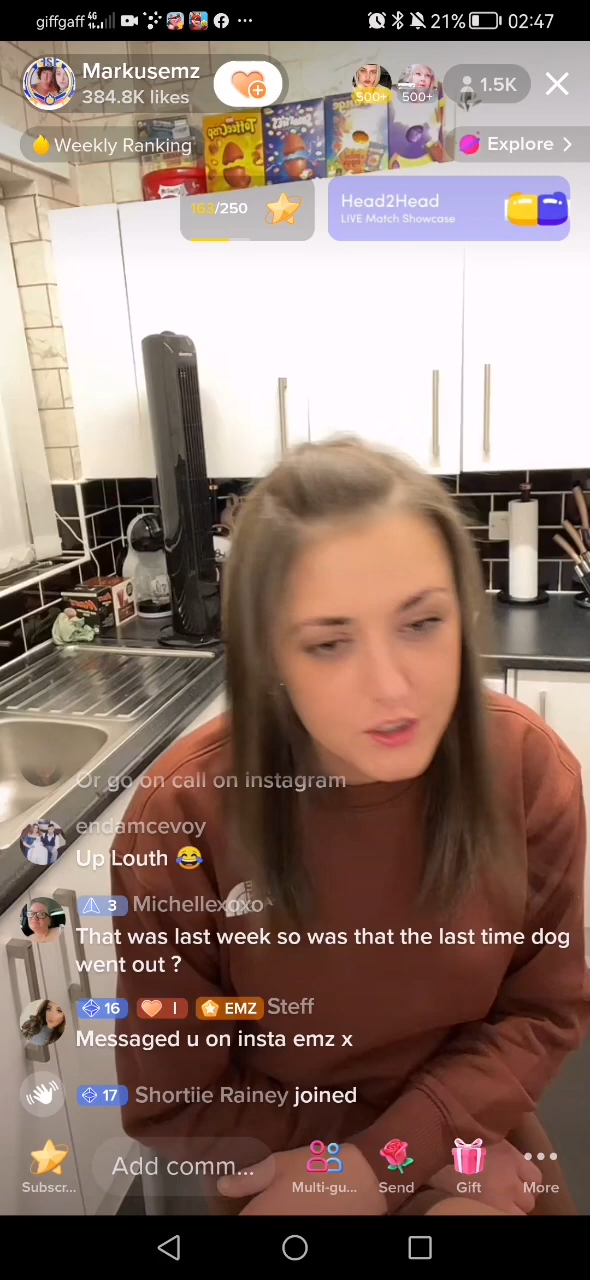 giffgaff 4G 21% 02:47
Markusemz
384.8K likes
500+ 500+ 1.5K
Weekly Ranking
Explore
163/250
Head2Head
LIVE Match Showcase
ToffeeCrisp
Smarties
Or go on call on instagram
endamcevoy
Up Louth 😂
3 Michellexoxo
That was last week so was that the last time dog
went out ?
16 I EMZ Steff
Messaged u on insta emz x
17 Shortiie Rainey joined
Add comm...
Subscr... Multi-gu... Send Gift More